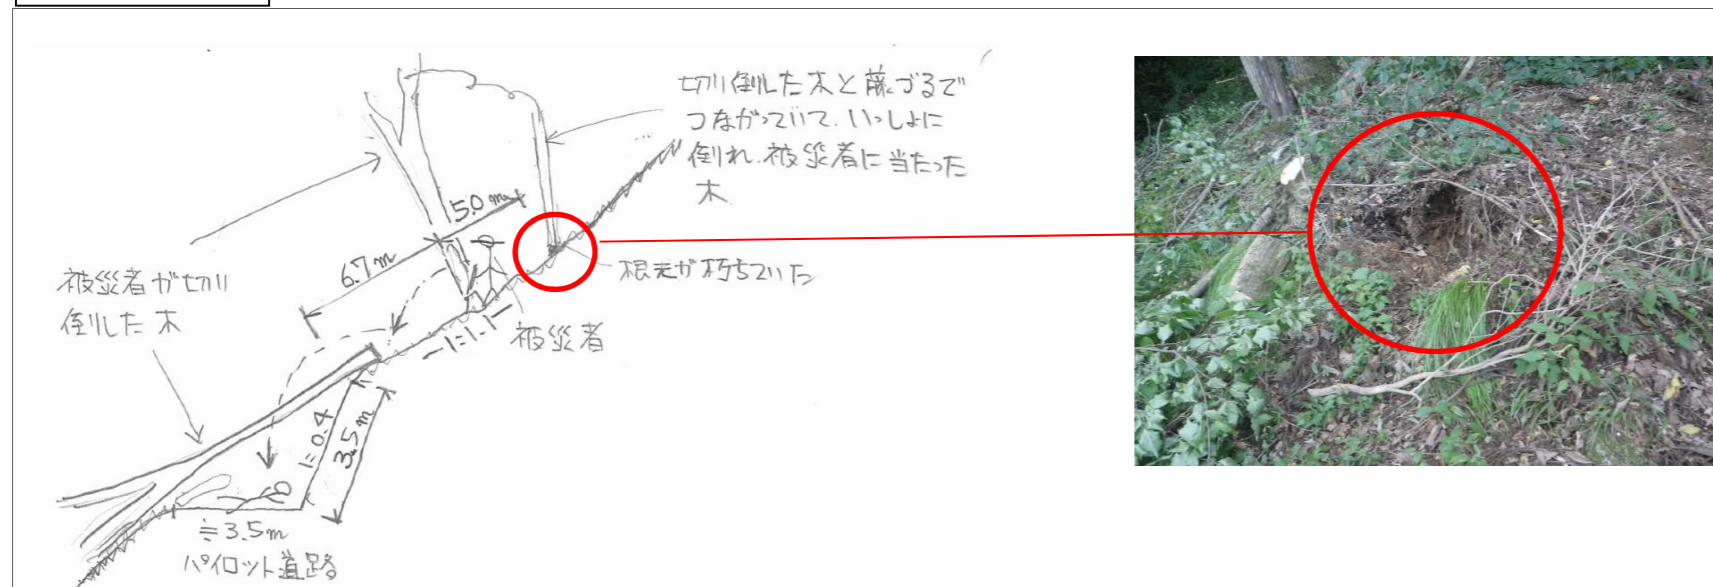 切り倒した木と藤づるで
つながっていて、いっしょに
倒れ、被災者に当たった
木
5.0m
6.7m
根元が朽ちていた
被災者が切り
倒した木
被災者
1:1.1
1:0.4
3.5m
≒3.5m
パイロット道路